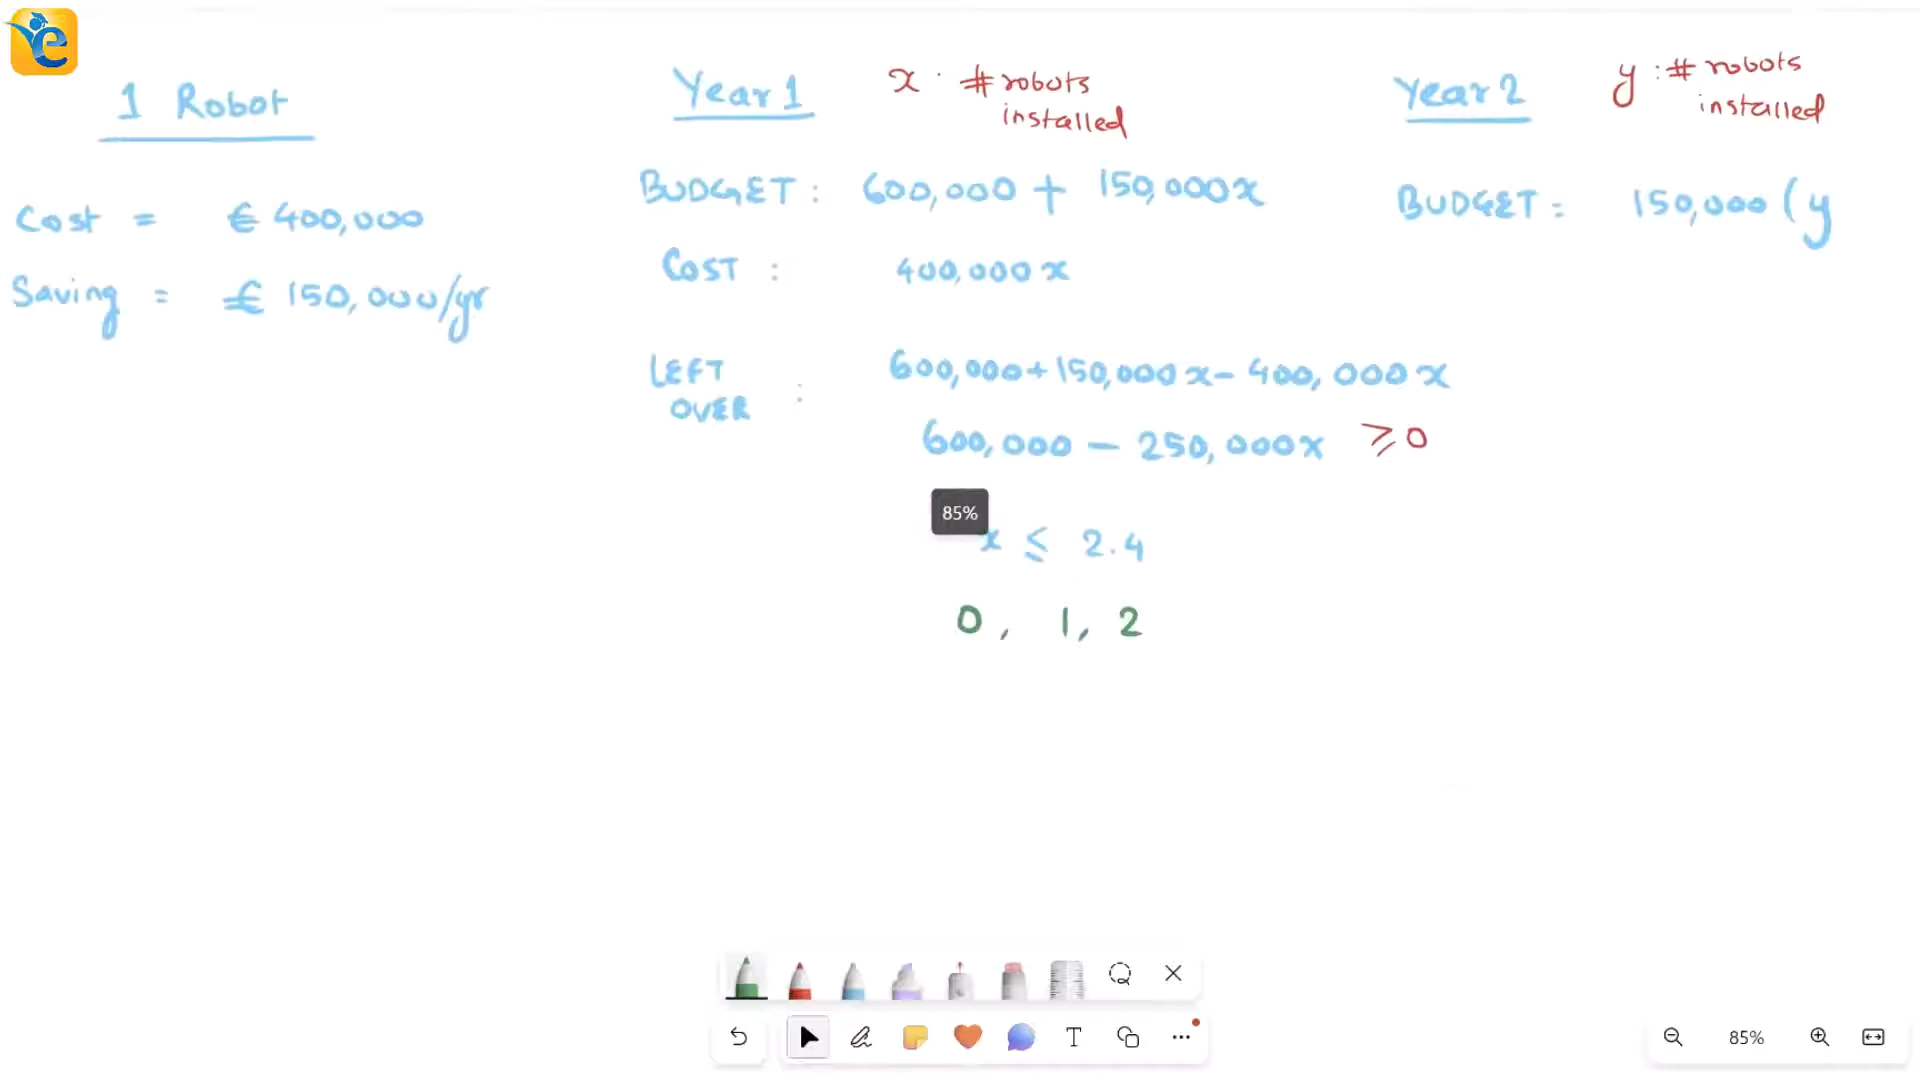 1 Robot
Cost = € 400,000
Saving = € 150,000/yr
Year 1
x : # robots
installed
BUDGET : 600,000 + 150,000x
COST : 400,000 x
LEFT
OVER : 600,000+150,000x - 400,000x
600,000 - 250,000x ≥0
85%
x ≤ 2.4
0, 1, 2
Year 2
y : # robots
installed
BUDGET : 150,000 (y
T
85%